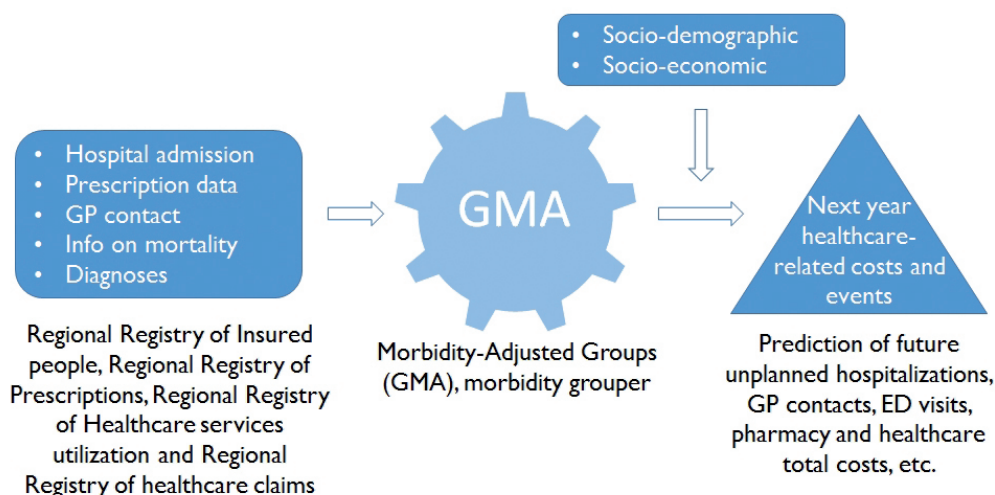 • Socio-demographic
• Socio-economic
• Hospital admission
• Prescription data
• GP contact
• Info on mortality
• Diagnoses
GMA
Next year
healthcare-
related costs and
events
Regional Registry of Insured
people, Regional Registry of
Prescriptions, Regional Registry
of Healthcare services
utilization and Regional
Registry of healthcare claims
Morbidity-Adjusted Groups
(GMA), morbidity grouper
Prediction of future
unplanned hospitalizations,
GP contacts, ED visits,
pharmacy and healthcare
total costs, etc.